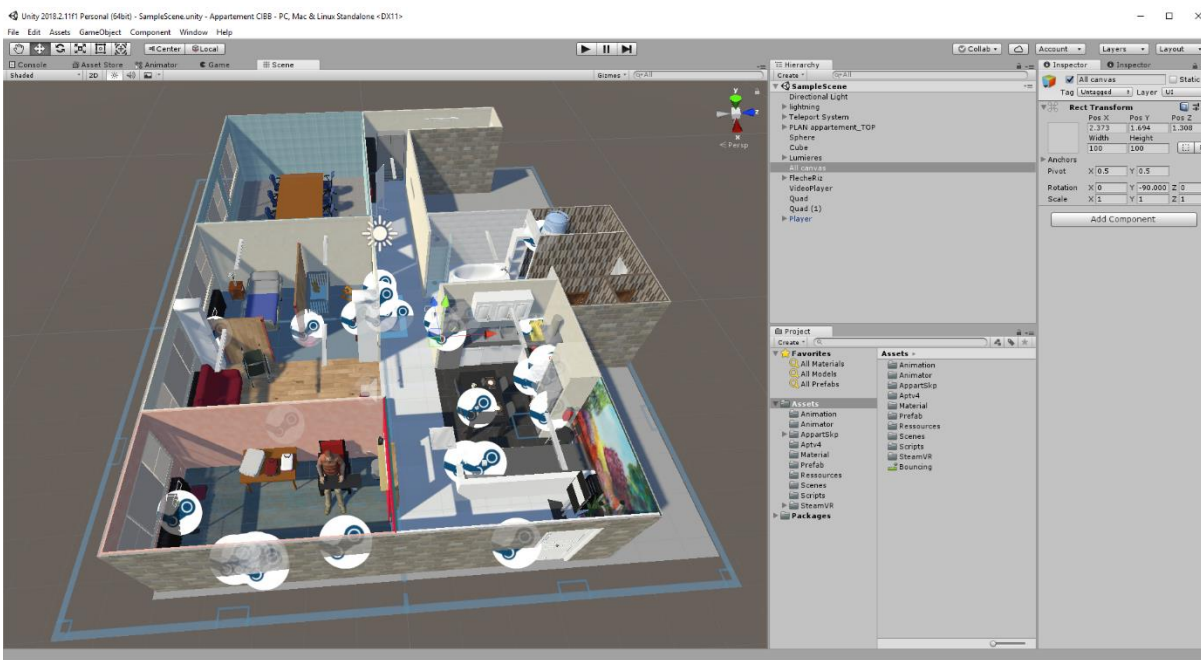 Unity 2018.2.11f1 Personal (64bit) - SampleScene.unity - Appartement CIBB - PC, Mac & Linux Standalone <DX11>
File Edit Assets GameObject Component Window Help
Center Local Collab Account Layers Layout
Console Asset Store Animator Game Scene
Shaded 2D Gizmos All
y
x
Persp
Hierarchy
Create All
SampleScene
Directional Light
lightning
Teleport System
PLAN appartement_TOP
Sphere
Cube
Lumieres
All canvas
FlecheRiz
VideoPlayer
Quad
Quad (1)
Player
Project
Create
Favorites
All Materials
All Models
All Prefabs
Assets
Animation
Animator
AppartSkp
Aptv4
Material
Prefab
Ressources
Scenes
Scripts
SteamVR
Packages
Assets
Animation
Animator
AppartSkp
Aptv4
Material
Prefab
Ressources
Scenes
Scripts
SteamVR
Bouncing
Inspector Inspector
All canvas Static
Tag Untagged Layer UI
Rect Transform
Pos X Pos Y Pos Z
2.373 1.694 1.308
Width Height
100 100
Anchors
Pivot X 0.5 Y 0.5
Rotation X 0 Y -90.000 Z 0
Scale X 1 Y 1 Z 1
Add Component